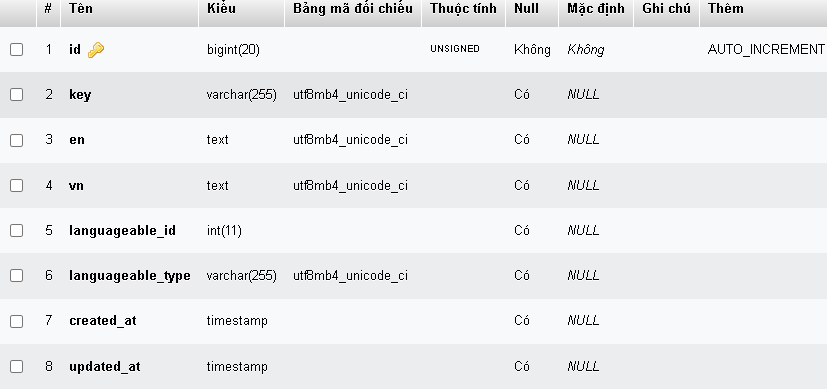 # Tên Kiểu Bảng mã đối chiếu Thuộc tính Null Mặc định Ghi chú Thêm
1 id bigint(20) UNSIGNED Không Không AUTO_INCREMENT
2 key varchar(255) utf8mb4_unicode_ci Có NULL
3 en text utf8mb4_unicode_ci Có NULL
4 vn text utf8mb4_unicode_ci Có NULL
5 languageable_id int(11) Có NULL
6 languageable_type varchar(255) utf8mb4_unicode_ci Có NULL
7 created_at timestamp Có NULL
8 updated_at timestamp Có NULL